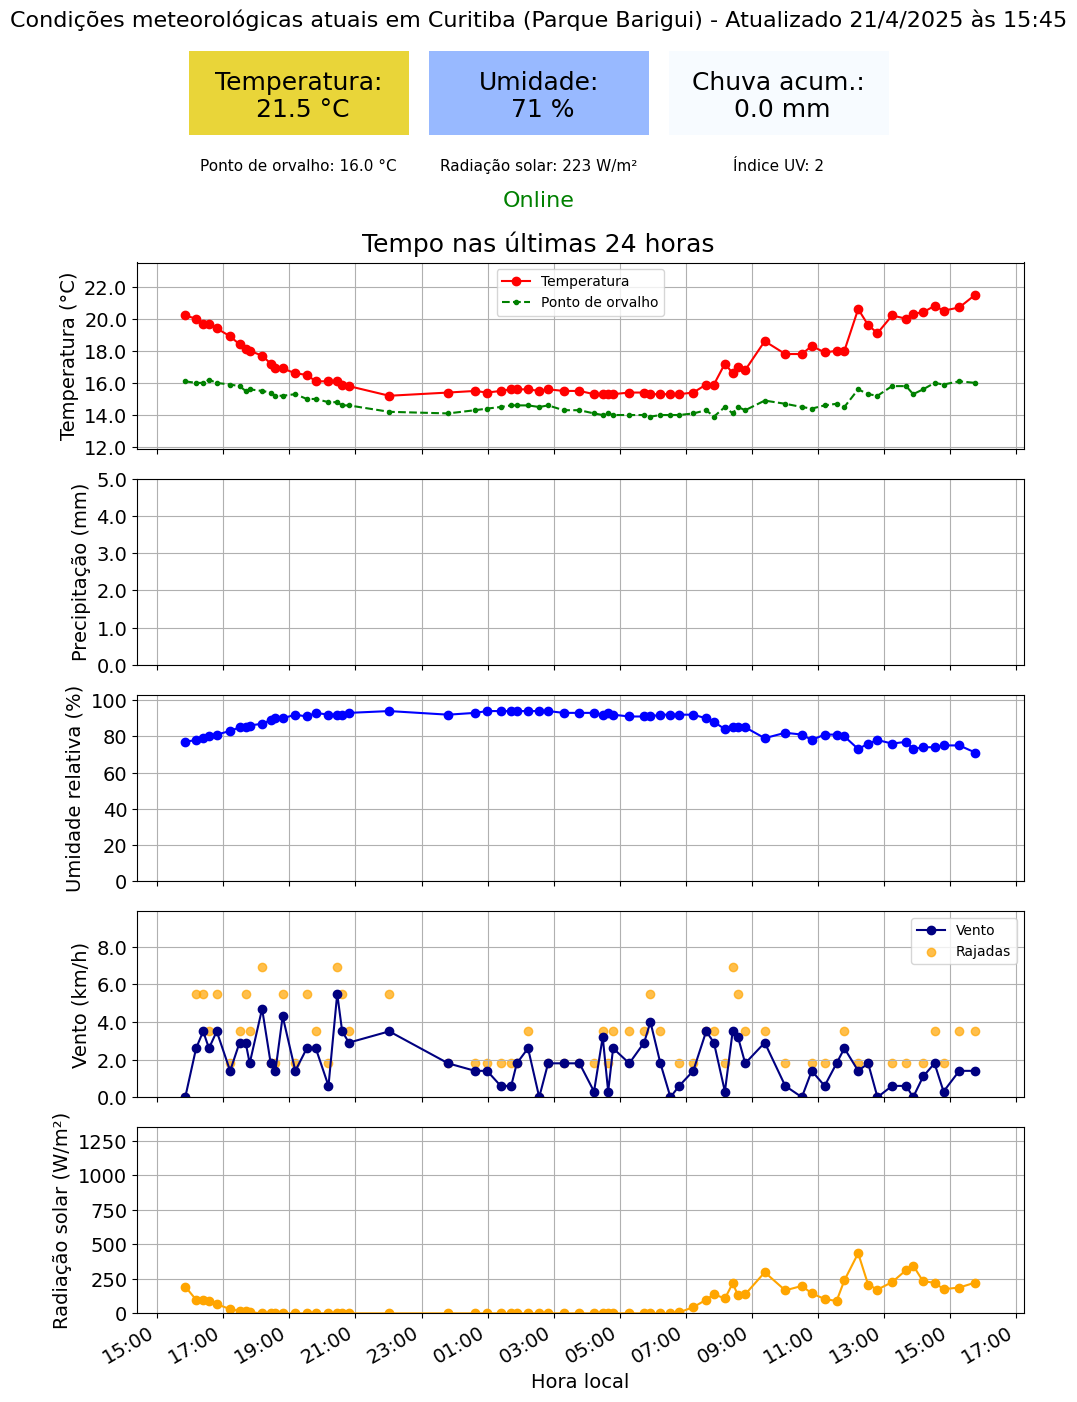 Condições meteorológicas atuais em Curitiba (Parque Barigui) - Atualizado 21/4/2025 às 15:45
Temperatura:
21.5 °C
Umidade:
71 %
Chuva acum.:
0.0 mm
Ponto de orvalho: 16.0 °C
Radiação solar: 223 W/m²
Índice UV: 2
Online
Tempo nas últimas 24 horas
Temperatura (°C)
22.0
20.0
18.0
16.0
14.0
12.0
Temperatura
Ponto de orvalho
Precipitação (mm)
5.0
4.0
3.0
2.0
1.0
0.0
Umidade relativa (%)
100
80
60
40
20
0
Vento (km/h)
8.0
6.0
4.0
2.0
0.0
Vento
Rajadas
Radiação solar (W/m²)
1250
1000
750
500
250
0
15:00
17:00
19:00
21:00
23:00
01:00
03:00
05:00
07:00
09:00
11:00
13:00
15:00
17:00
Hora local